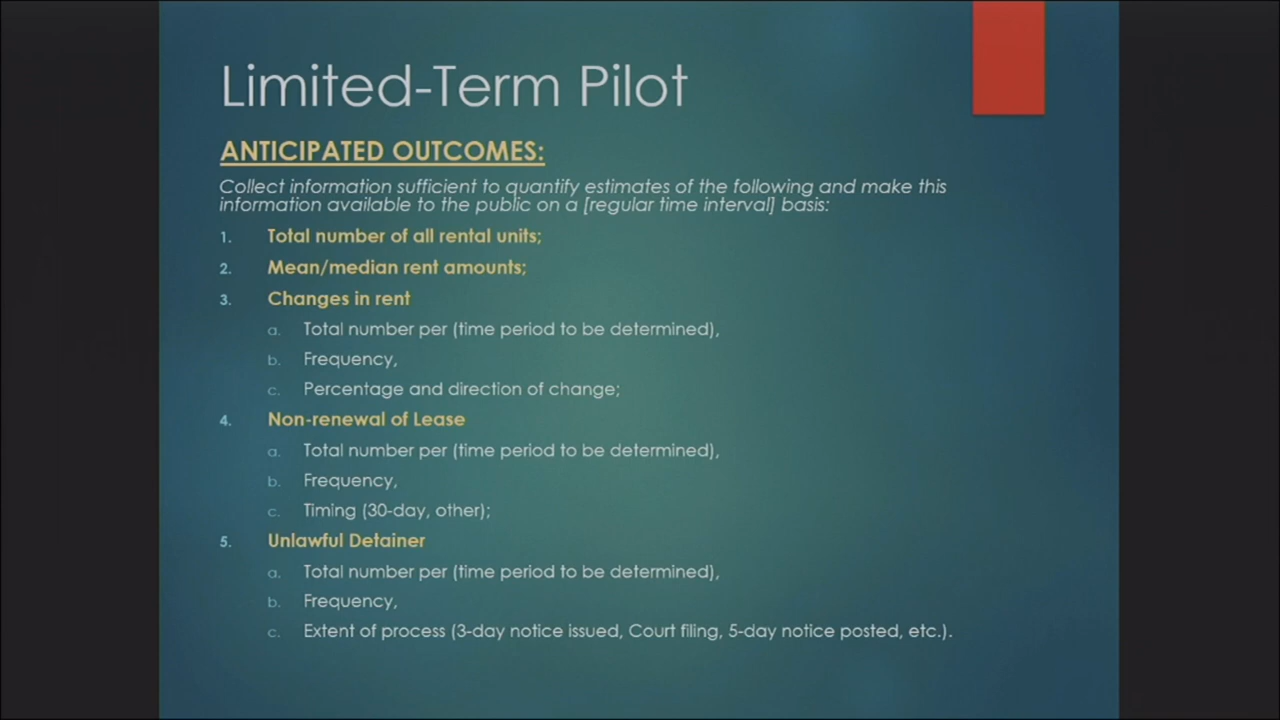 Limited-Term Pilot
ANTICIPATED OUTCOMES:
Collect information sufficient to quantify estimates of the following and make this
information available to the public on a [regular time interval] basis:
1. Total number of all rental units;
2. Mean/median rent amounts;
3. Changes in rent
a. Total number per (time period to be determined),
b. Frequency,
c. Percentage and direction of change;
4. Non-renewal of Lease
a. Total number per (time period to be determined),
b. Frequency,
c. Timing (30-day, other);
5. Unlawful Detainer
a. Total number per (time period to be determined),
b. Frequency,
c. Extent of process (3-day notice issued, Court filing, 5-day notice posted, etc.).